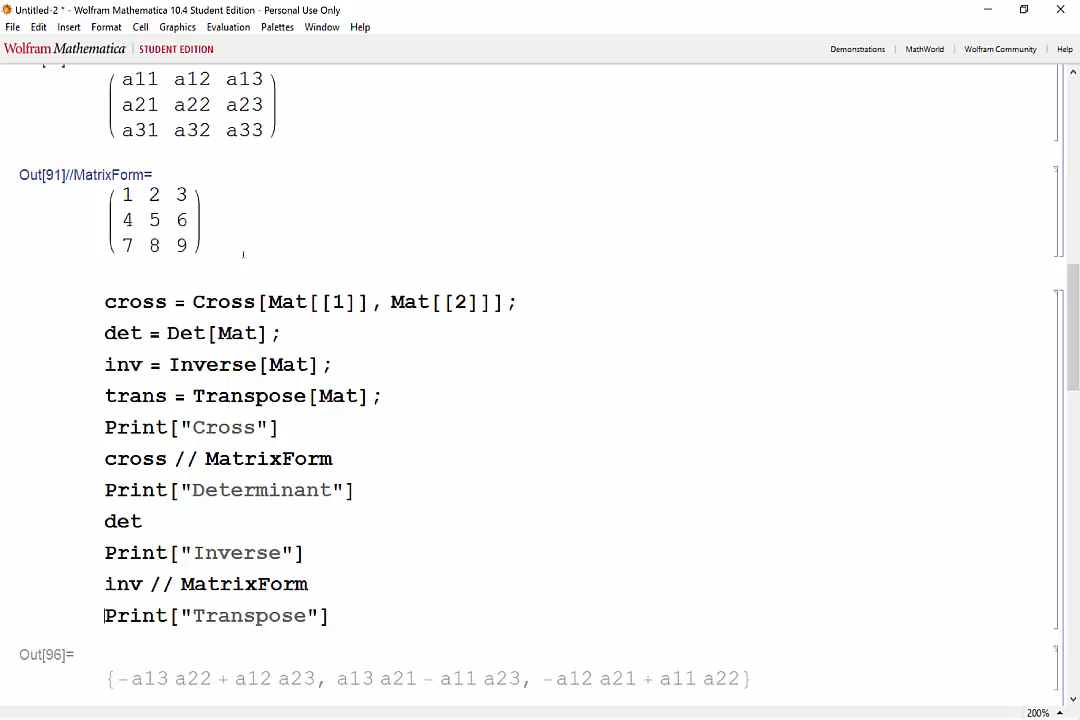 Untitled-2 * - Wolfram Mathematica 10.4 Student Edition - Personal Use Only
File Edit Insert Format Cell Graphics Evaluation Palettes Window Help
Wolfram Mathematica | STUDENT EDITION Demonstrations MathWorld Wolfram Community Help
a11 a12 a13
a21 a22 a23
a31 a32 a33
Out[91]//MatrixForm=
1 2 3
4 5 6
7 8 9
cross = Cross[Mat[[1]], Mat[[2]]];
det = Det[Mat];
inv = Inverse[Mat];
trans = Transpose[Mat];
Print["Cross"]
cross // MatrixForm
Print["Determinant"]
det
Print["Inverse"]
inv // MatrixForm
Print["Transpose"]
Out[96]=
{-a13 a22 + a12 a23, a13 a21 - a11 a23, -a12 a21 + a11 a22}
200%